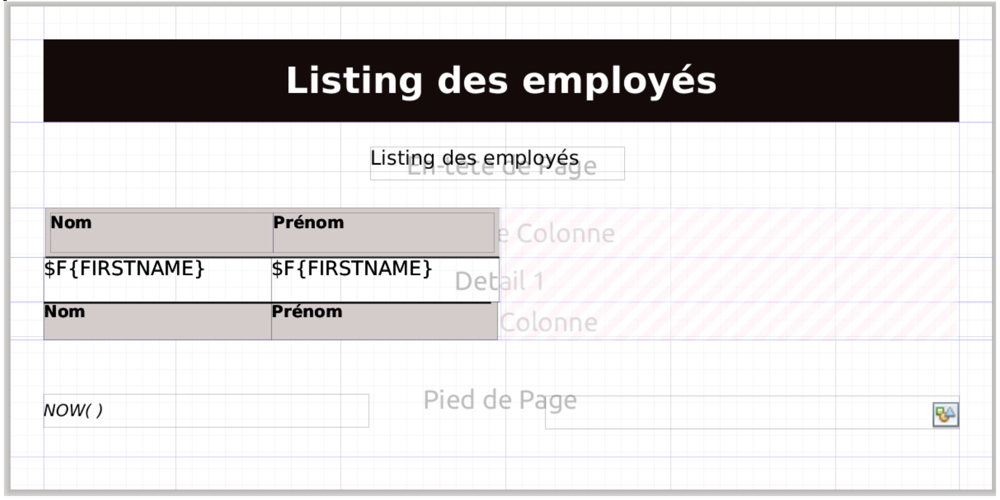 Listing des employés
Listing des employés
En-tête de Page
Nom Prénom
e Colonne
$F{FIRSTNAME} $F{FIRSTNAME}
Detail 1
Nom Prénom
Colonne
Pied de Page
NOW( )